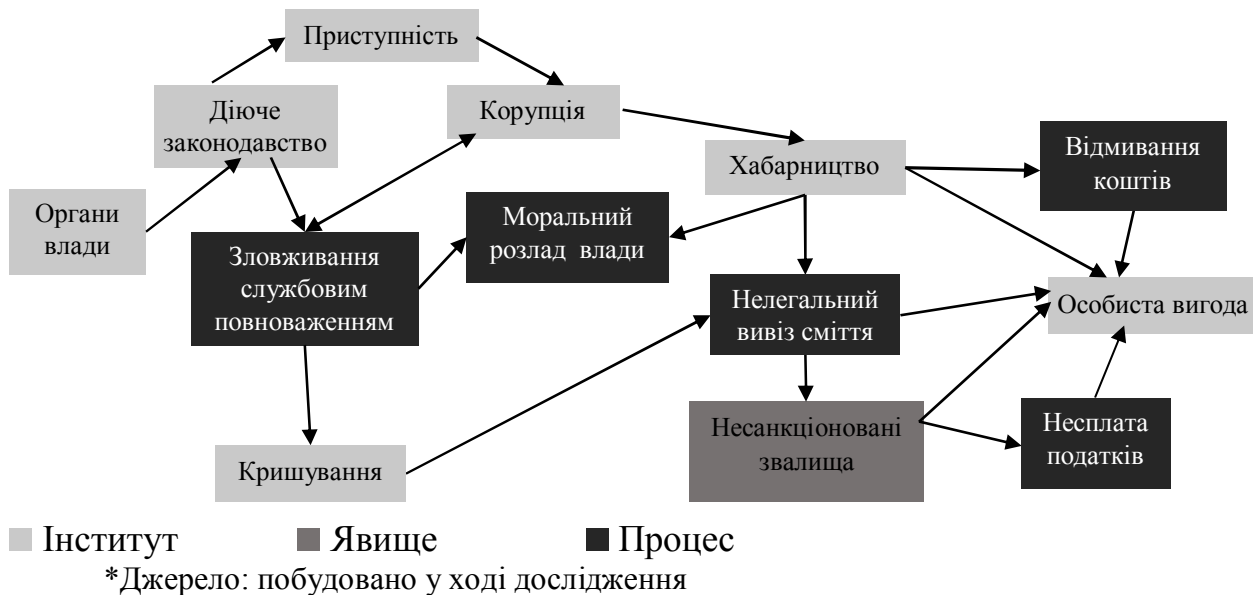 Приступність
Діюче
законодавство
Корупція
Хабарництво
Відмивання
коштів
Органи
влади
Зловживання
службовим
повноваженням
Моральний
розлад влади
Нелегальний
вивіз сміття
Особиста вигода
Несанкціоновані
звалища
Несплата
податків
Кришування
Інститут
Явище
Процес
*Джерело: побудовано у ході дослідження